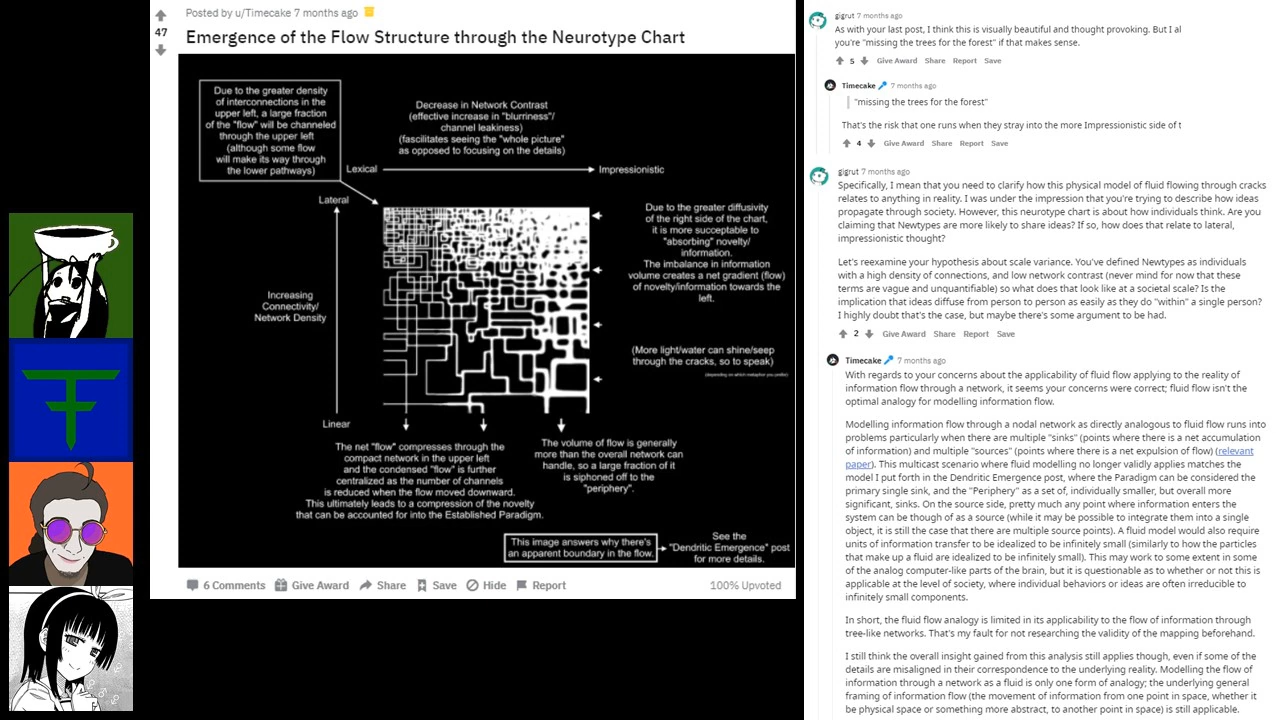 Posted by u/Timecake 7 months ago
47
Emergence of the Flow Structure through the Neurotype Chart
Due to the greater density
of interconnections in the
upper left, a large fraction
of the "flow" will be channeled
through the upper left
(although some flow
will make its way through
the lower pathways)
Decrease in Network Contrast
(effective increase in "blurriness"/
channel leakiness)
(fascilitates seeing the "whole picture"
as opposed to focusing on the details)
Lexical
Impressionistic
Lateral
Increasing
Connectivity/
Network Density
Linear
Due to the greater diffusivity
of the right side of the chart,
it is more susceptable to
"absorbing" novelty/
information.
The imbalance in information
volume creates a net gradient (flow)
of novelty/information towards the
left.
(More light/water can shine/seep
through the cracks, so to speak)
(depending on which metaphor you prefer)
The net "flow" compresses through the
compact network in the upper left
and the condensed "flow" is further
centralized as the number of channels
is reduced when the flow moved downward.
This ultimately leads to a compression of the novelty
that can be accounted for into the Established Paradigm.
The volume of flow is generally
more than the overall network can
handle, so a large fraction of it
is siphoned off to the
"periphery".
This image answers why there's
an apparent boundary in the flow.
See the
"Dendritic Emergence" post
for more details.
6 Comments Give Award Share Save Hide Report 100% Upvoted
gigrut 7 months ago
As with your last post, I think this is visually beautiful and thought provoking. But I al
you're "missing the trees for the forest" if that makes sense.
5 Give Award Share Report Save
Timecake 7 months ago
"missing the trees for the forest"
That's the risk that one runs when they stray into the more Impressionistic side of t
4 Give Award Share Report Save
gigrut 7 months ago
Specifically, I mean that you need to clarify how this physical model of fluid flowing through cracks
relates to anything in reality. I was under the impression that you're trying to describe how ideas
propagate through society. However, this neurotype chart is about how individuals think. Are you
claiming that Newtypes are more likely to share ideas? If so, how does that relate to lateral,
impressionistic thought?
Let's reexamine your hypothesis about scale variance. You've defined Newtypes as individuals
with a high density of connections, and low network contrast (never mind for now that these
terms are vague and unquantifiable) so what does that look like at a societal scale? Is the
implication that ideas diffuse from person to person as easily as they do "within" a single person?
I highly doubt that's the case, but maybe there's some argument to be had.
2 Give Award Share Report Save
Timecake 7 months ago
With regards to your concerns about the applicability of fluid flow applying to the reality of
information flow through a network, it seems your concerns were correct; fluid flow isn't the
optimal analogy for modelling information flow.
Modelling information flow through a nodal network as directly analogous to fluid flow runs into
problems particularly when there are multiple "sinks" (points where there is a net accumulation
of information) and multiple "sources" (points where there is a net expulsion of flow) (relevant
paper). This multicast scenario where fluid modelling no longer validly applies matches the
model I put forth in the Dendritic Emergence post, where the Paradigm can be considered the
primary single sink, and the "Periphery" as a set of, individually smaller, but overall more
significant, sinks. On the source side, pretty much any point where information enters the
system can be though of as a source (while it may be possible to integrate them into a single
object, it is still the case that there are multiple source points). A fluid model would also require
units of information transfer to be idealized to be infinitely small (similarly to how the particles
that make up a fluid are idealized to be infinitely small). This may work to some extent in some
of the analog computer-like parts of the brain, but it is questionable as to whether or not this is
applicable at the level of society, where individual behaviors or ideas are often irreducible to
infinitely small components.
In short, the fluid flow analogy is limited in its applicability to the flow of information through
tree-like networks. That's my fault for not researching the validity of the mapping beforehand.
I still think the overall insight gained from this analysis still applies though, even if some of the
details are misaligned in their correspondence to the underlying reality. Modelling the flow of
information through a network as a fluid is only one form of analogy; the underlying general
framing of information flow (the movement of information from one point in space, whether it
be physical space or something more abstract, to another point in space) is still applicable.